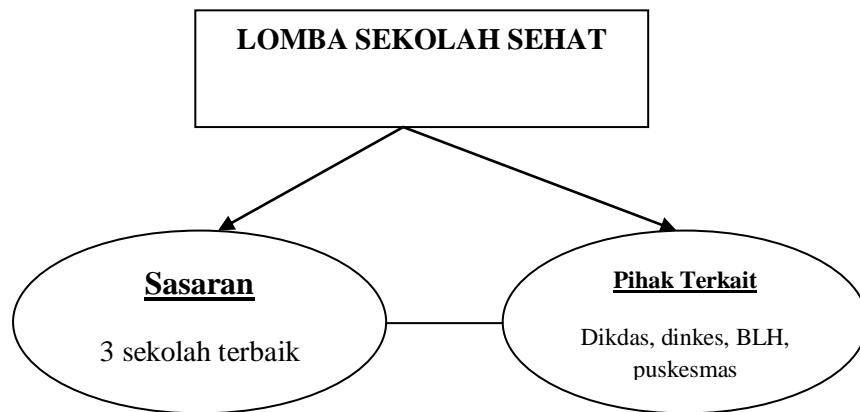 LOMBA SEKOLAH SEHAT
Sasaran
3 sekolah terbaik
Pihak Terkait
Dikdas, dinkes, BLH,
puskesmas